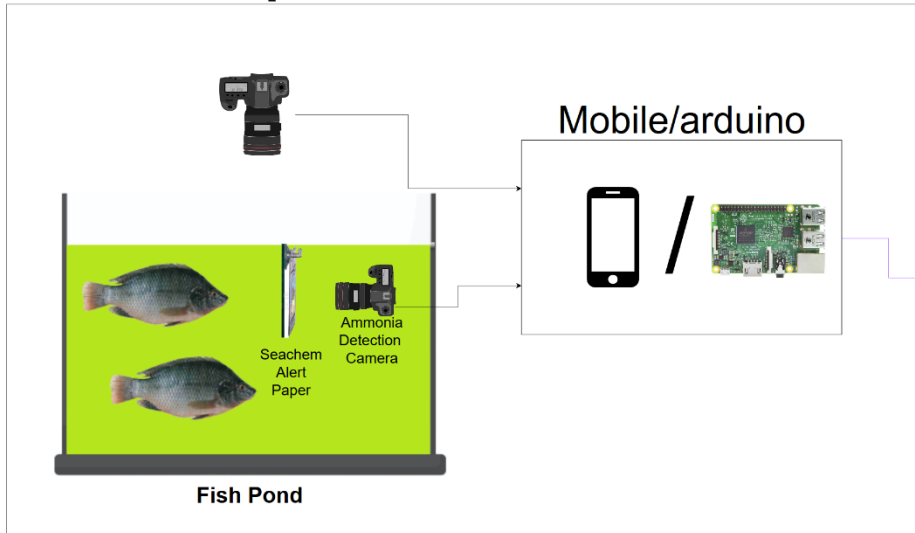 Mobile/arduino
Seachem
Alert
Paper
Ammonia
Detection
Camera
Fish Pond